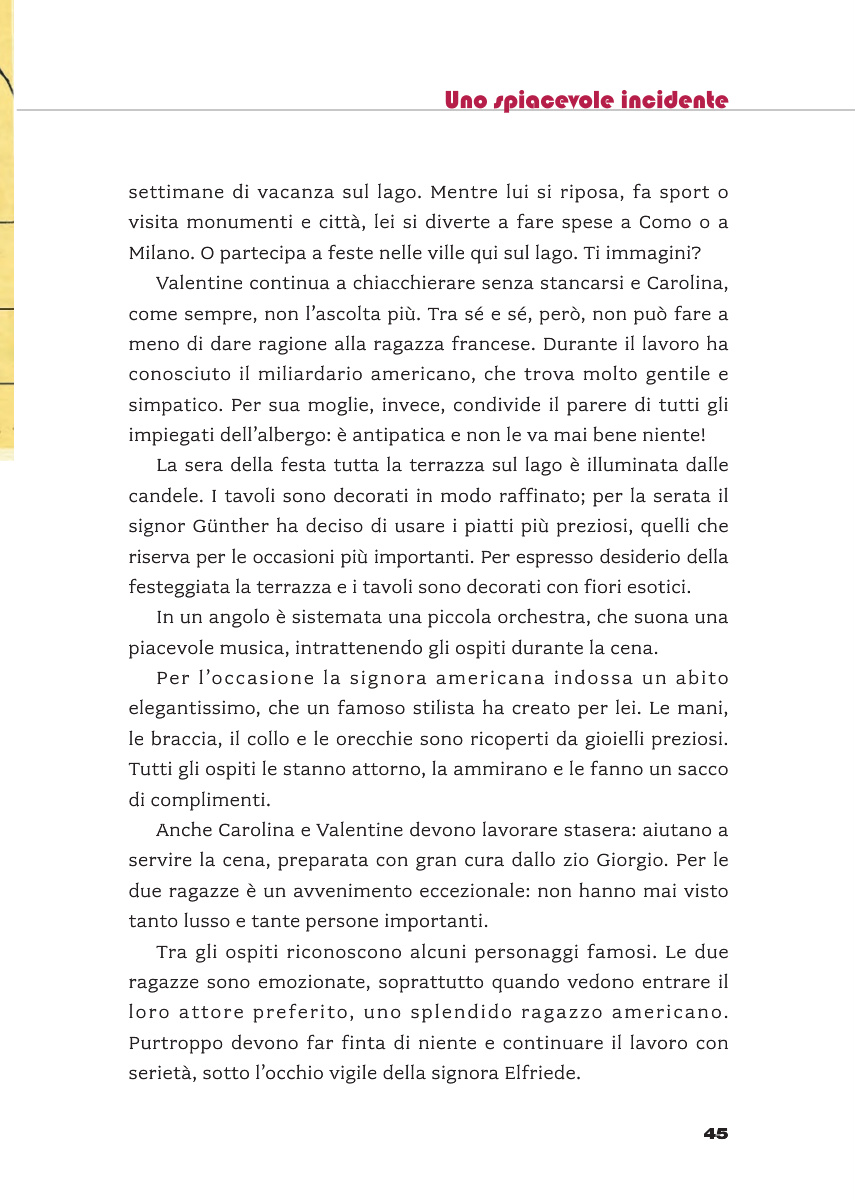 Uno spiacevole incidente
settimane di vacanza sul lago. Mentre lui si riposa, fa sport o
visita monumenti e città, lei si diverte a fare spese a Como o a
Milano. O partecipa a feste nelle ville qui sul lago. Ti immagini?
Valentine continua a chiacchierare senza stancarsi e Carolina,
come sempre, non l’ascolta più. Tra sé e sé, però, non può fare a
meno di dare ragione alla ragazza francese. Durante il lavoro ha
conosciuto il miliardario americano, che trova molto gentile e
simpatico. Per sua moglie, invece, condivide il parere di tutti gli
impiegati dell’albergo: è antipatica e non le va mai bene niente!
La sera della festa tutta la terrazza sul lago è illuminata dalle
candele. I tavoli sono decorati in modo raffinato; per la serata il
signor Günther ha deciso di usare i piatti più preziosi, quelli che
riserva per le occasioni più importanti. Per espresso desiderio della
festeggiata la terrazza e i tavoli sono decorati con fiori esotici.
In un angolo è sistemata una piccola orchestra, che suona una
piacevole musica, intrattenendo gli ospiti durante la cena.
Per l’occasione la signora americana indossa un abito
elegantissimo, che un famoso stilista ha creato per lei. Le mani,
le braccia, il collo e le orecchie sono ricoperti da gioielli preziosi.
Tutti gli ospiti le stanno attorno, la ammirano e le fanno un sacco
di complimenti.
Anche Carolina e Valentine devono lavorare stasera: aiutano a
servire la cena, preparata con gran cura dallo zio Giorgio. Per le
due ragazze è un avvenimento eccezionale: non hanno mai visto
tanto lusso e tante persone importanti.
Tra gli ospiti riconoscono alcuni personaggi famosi. Le due
ragazze sono emozionate, soprattutto quando vedono entrare il
loro attore preferito, uno splendido ragazzo americano.
Purtroppo devono far finta di niente e continuare il lavoro con
serietà, sotto l’occhio vigile della signora Elfriede.
45